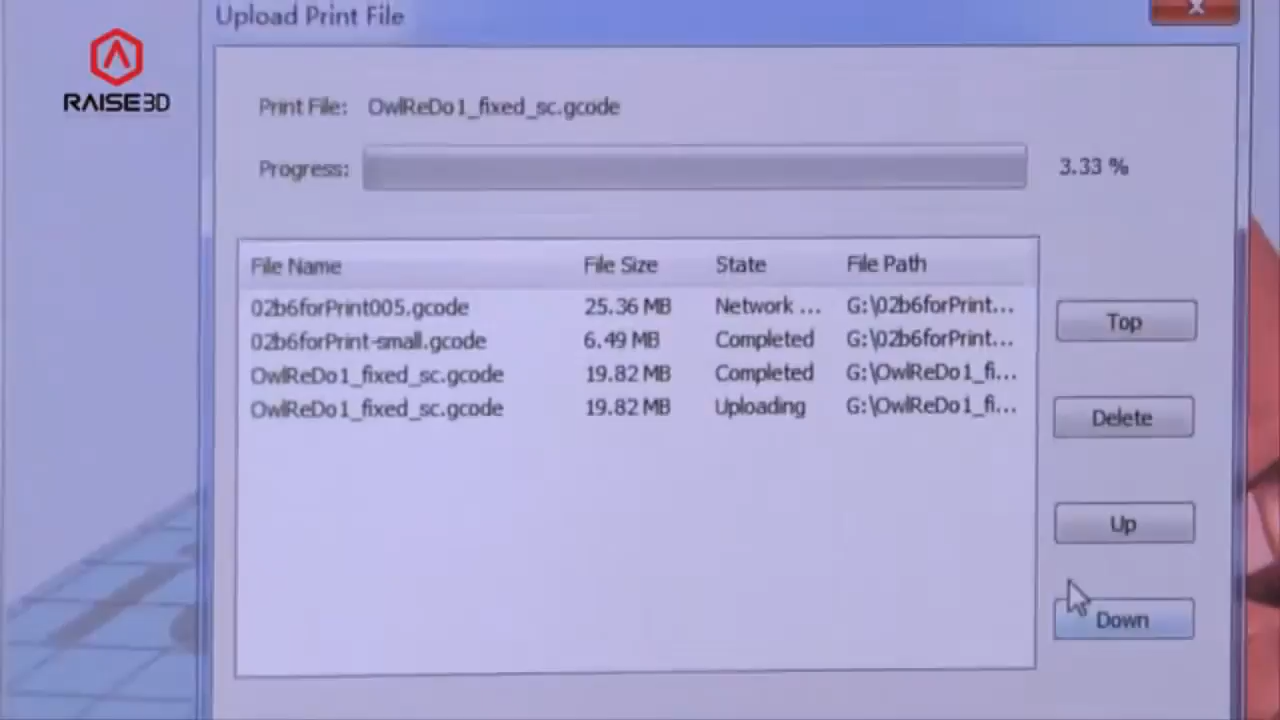 Upload Print File
RAISE3D
Print File: OwlReDo1_fixed_sc.gcode
Progress: 3.33 %
File Name File Size State File Path
02b6forPrint005.gcode 25.36 MB Network ... G:\02b6forPrint...
02b6forPrint-small.gcode 6.49 MB Completed G:\02b6forPrint...
OwlReDo1_fixed_sc.gcode 19.82 MB Completed G:\OwlReDo1_fi...
OwlReDo1_fixed_sc.gcode 19.82 MB Uploading G:\OwlReDo1_fi...
Top
Delete
Up
Down